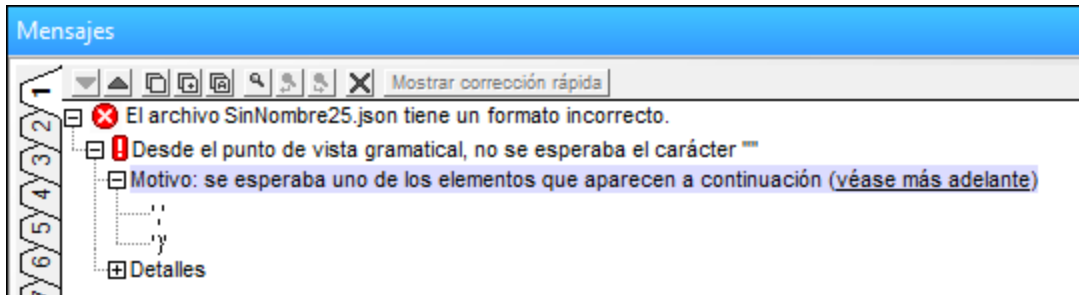 Mensajes
Mostrar corrección rápida
1
El archivo SinNombre25.json tiene un formato incorrecto.
2
Desde el punto de vista gramatical, no se esperaba el carácter '"'
3
Motivo: se esperaba uno de los elementos que aparecen a continuación (véase más adelante)
4
','
5
'}'
6
Detalles